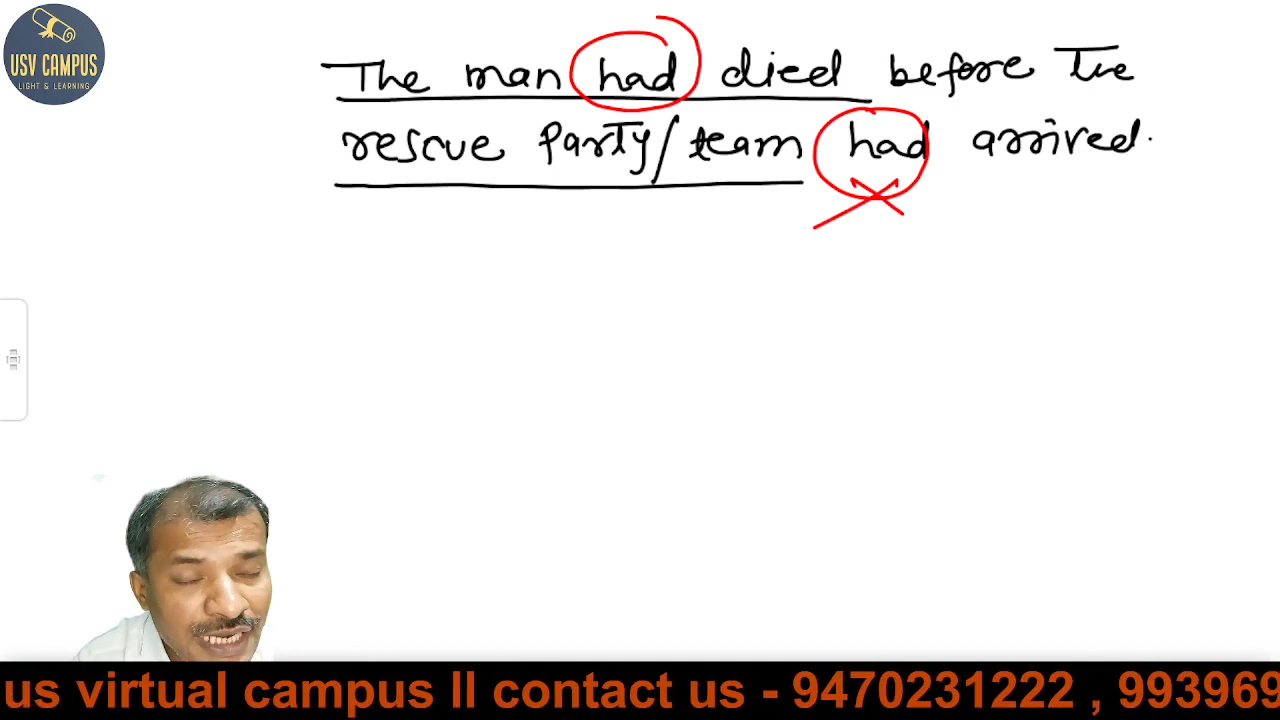 USV CAMPUS
LIGHT & LEARNING
The man had died before the
rescue Party/team had arrived.
us virtual campus II contact us - 9470231222 , 993969